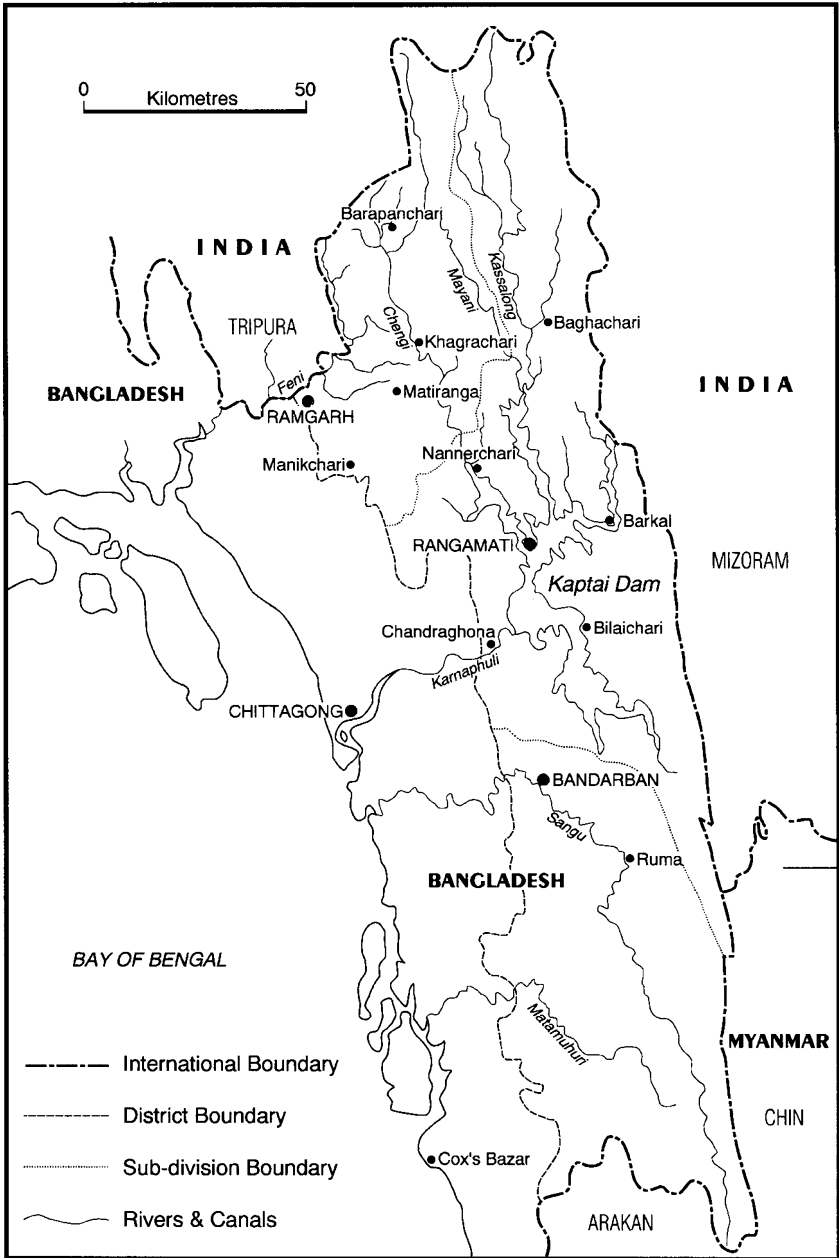 0 50
Kilometres
Barapanchari
INDIA
Mayani
Kassalong
TRIPURA
Chengi
Khagrachari
Baghachari
Feni
BANGLADESH
Matiranga
INDIA
RAMGARH
Nannerchari
Manikchari
Barkal
RANGAMATI
MIZORAM
Kaptai Dam
Chandraghona
Bilaichari
Karnaphuli
CHITTAGONG
BANDARBAN
Sangu
Ruma
BANGLADESH
BAY OF BENGAL
Matamuhuri
MYANMAR
International Boundary
CHIN
District Boundary
Cox's Bazar
Sub-division Boundary
Rivers & Canals
ARAKAN